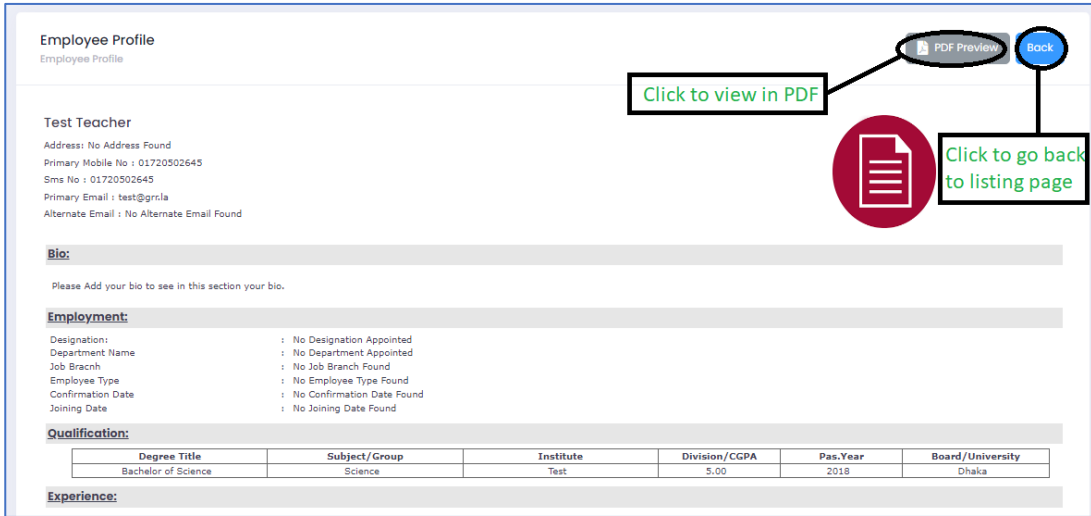 Employee Profile
Employee Profile
PDF Preview
Back
Click to view in PDF
Click to go back
to listing page
Test Teacher
Address: No Address Found
Primary Mobile No : 01720502645
Sms No : 01720502645
Primary Email : test@grr.la
Alternate Email : No Alternate Email Found
Bio:
Please Add your bio to see in this section your bio.
Employment:
Designation: : No Designation Appointed
Department Name : No Department Appointed
Job Bracnh : No Job Branch Found
Employee Type : No Employee Type Found
Confirmation Date : No Confirmation Date Found
Joining Date : No Joining Date Found
Qualification:
Degree Title Subject/Group Institute Division/CGPA Pas.Year Board/University
Bachelor of Science Science Test 5.00 2018 Dhaka
Experience: